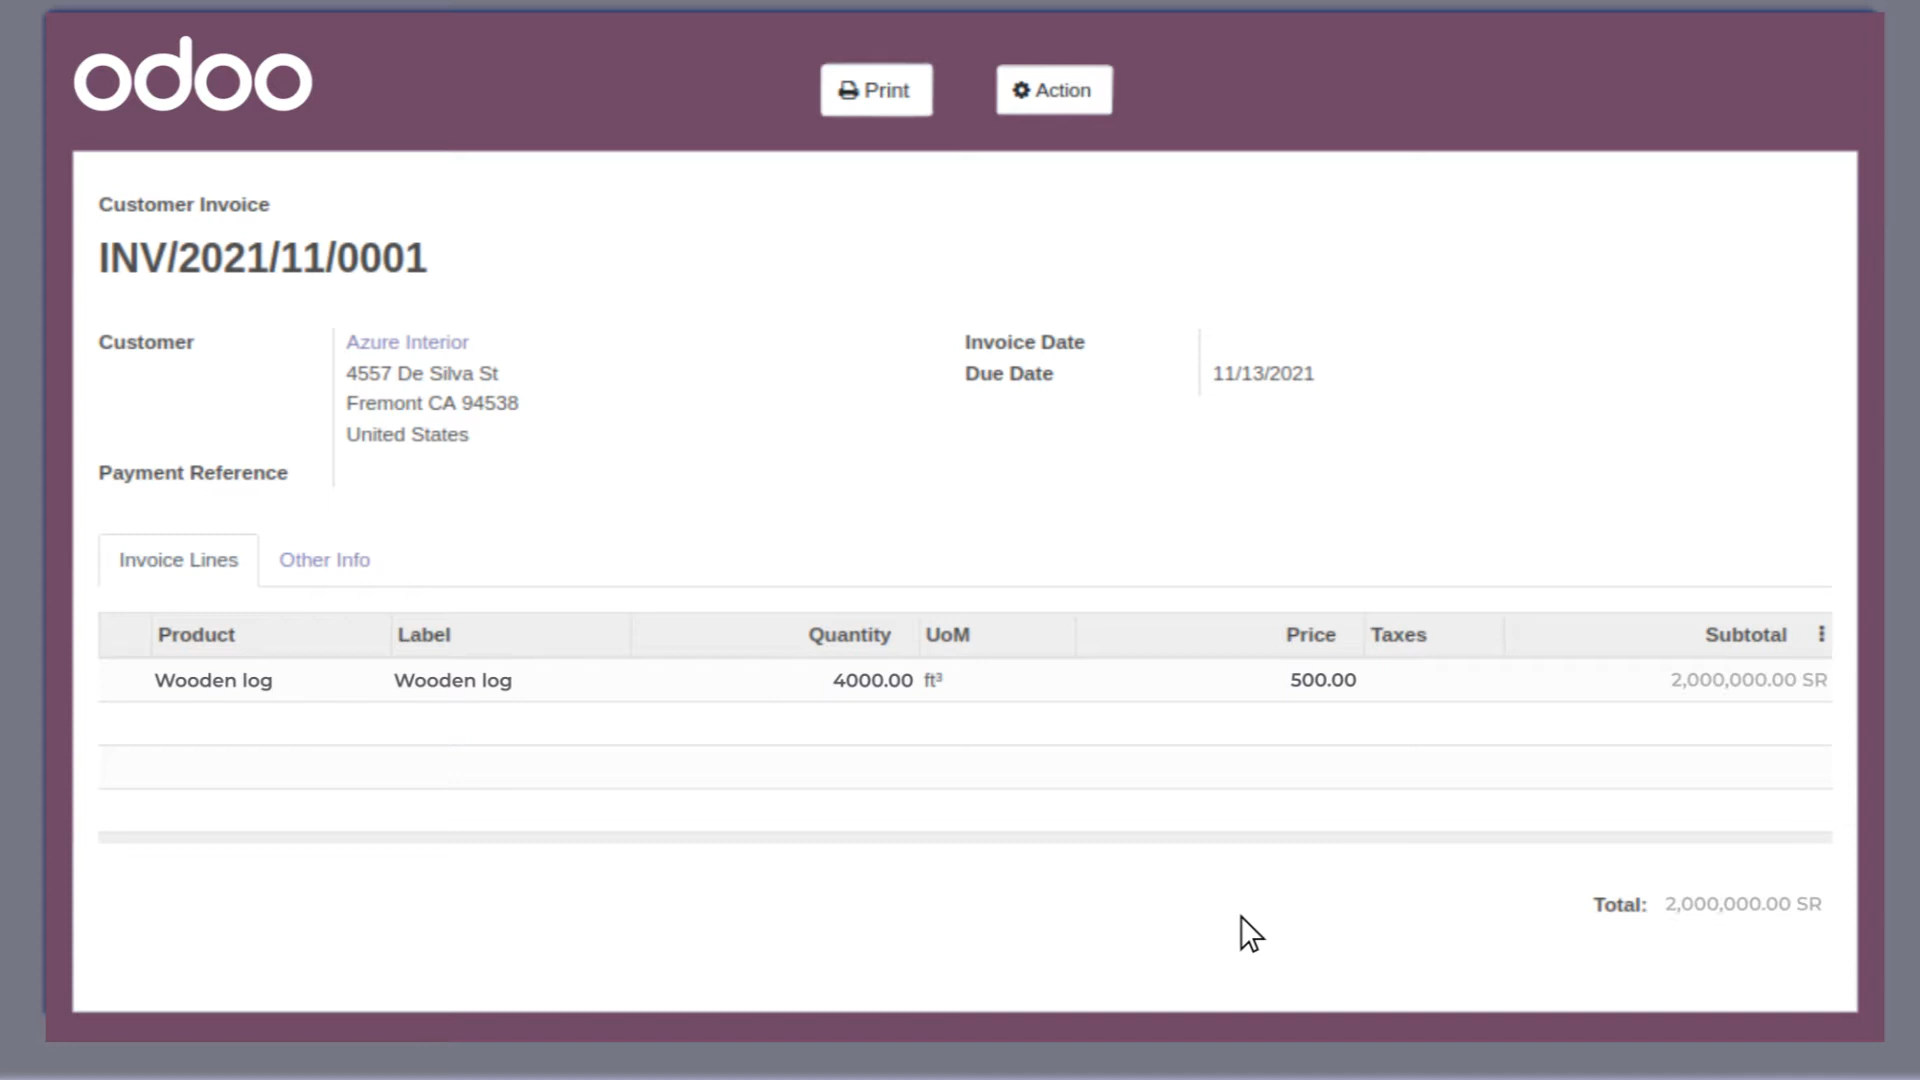 odoo
Print
Action
Customer Invoice
INV/2021/11/0001
Customer
Azure Interior
4557 De Silva St
Fremont CA 94538
United States
Invoice Date
Due Date
11/13/2021
Payment Reference
Invoice Lines
Other Info
Product Label Quantity UoM Price Taxes Subtotal
Wooden log Wooden log 4000.00 ft³ 500.00 2,000,000.00 SR
Total: 2,000,000.00 SR